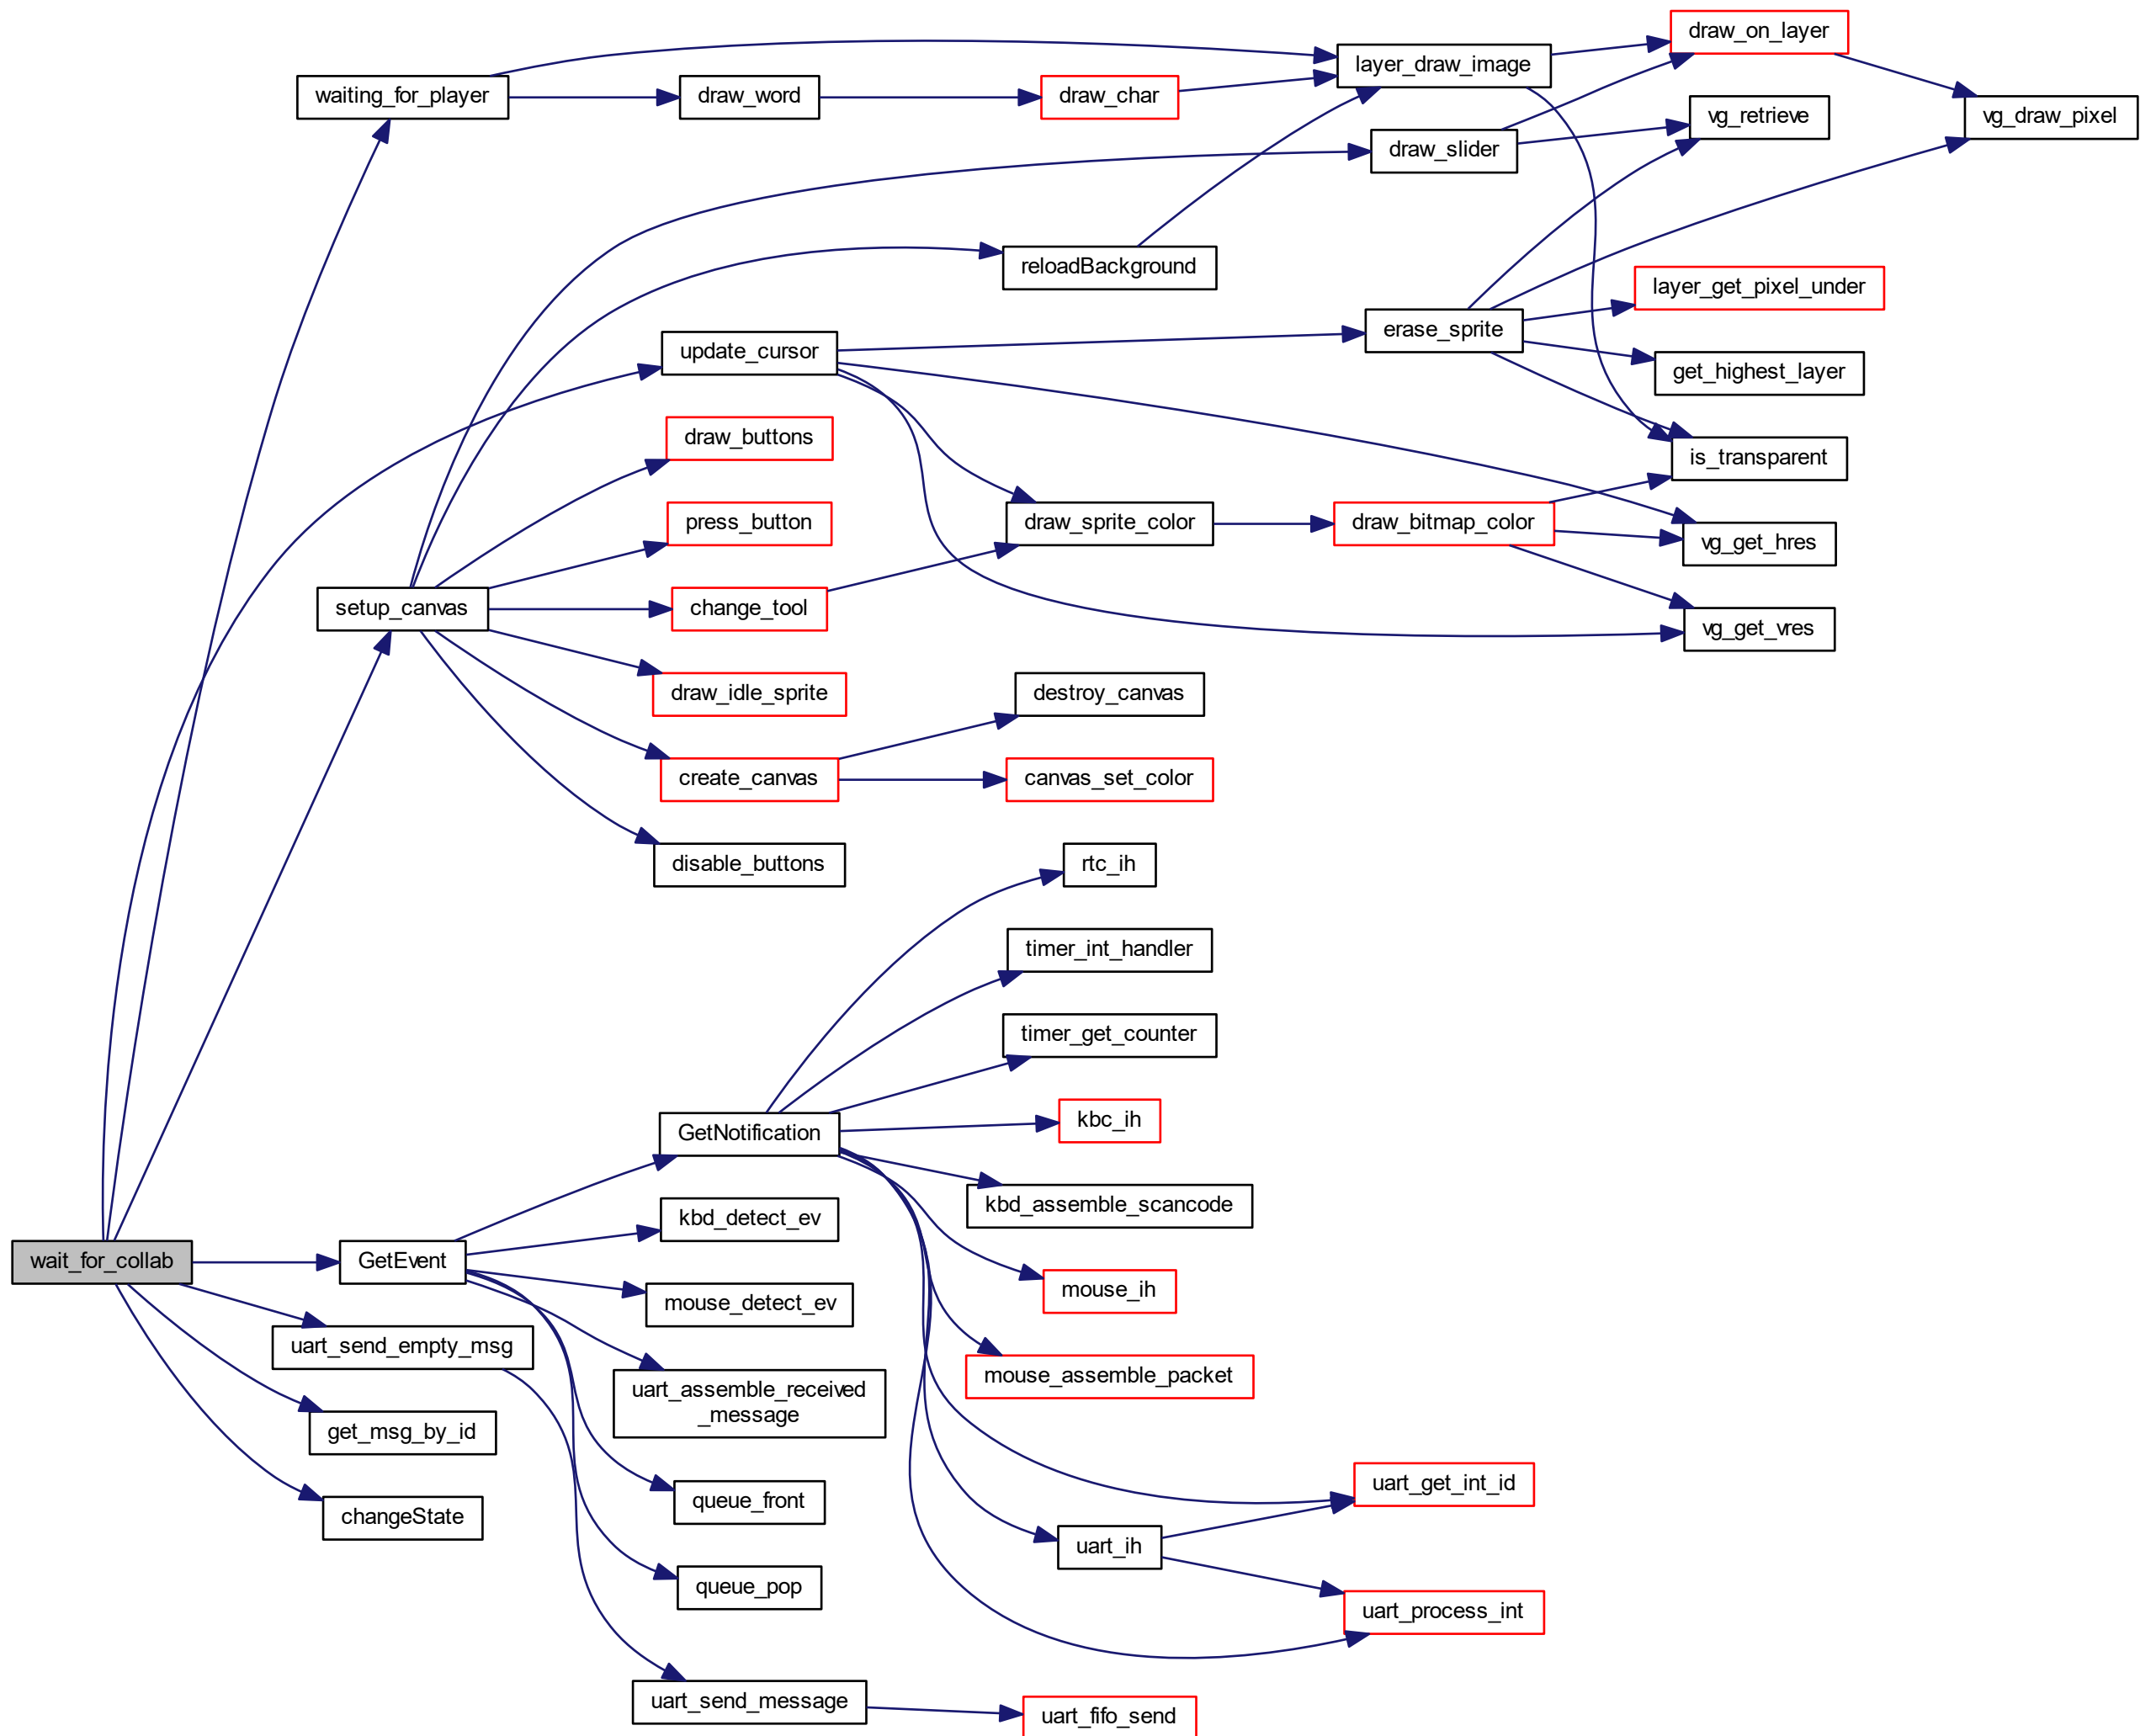 draw_on_layer
layer_draw_image
waiting_for_player
draw_word
draw_char
vg_retrieve
vg_draw_pixel
draw_slider
reloadBackground
layer_get_pixel_under
erase_sprite
update_cursor
get_highest_layer
draw_buttons
is_transparent
press_button
draw_sprite_color
draw_bitmap_color
vg_get_hres
setup_canvas
change_tool
vg_get_vres
draw_idle_sprite
destroy_canvas
create_canvas
canvas_set_color
disable_buttons
rtc_ih
timer_int_handler
timer_get_counter
GetNotification
kbc_ih
kbd_assemble_scancode
kbd_detect_ev
wait_for_collab
GetEvent
mouse_detect_ev
mouse_ih
uart_send_empty_msg
mouse_assemble_packet
uart_assemble_received
_message
get_msg_by_id
uart_get_int_id
queue_front
changeState
uart_ih
queue_pop
uart_process_int
uart_send_message
uart_fifo_send